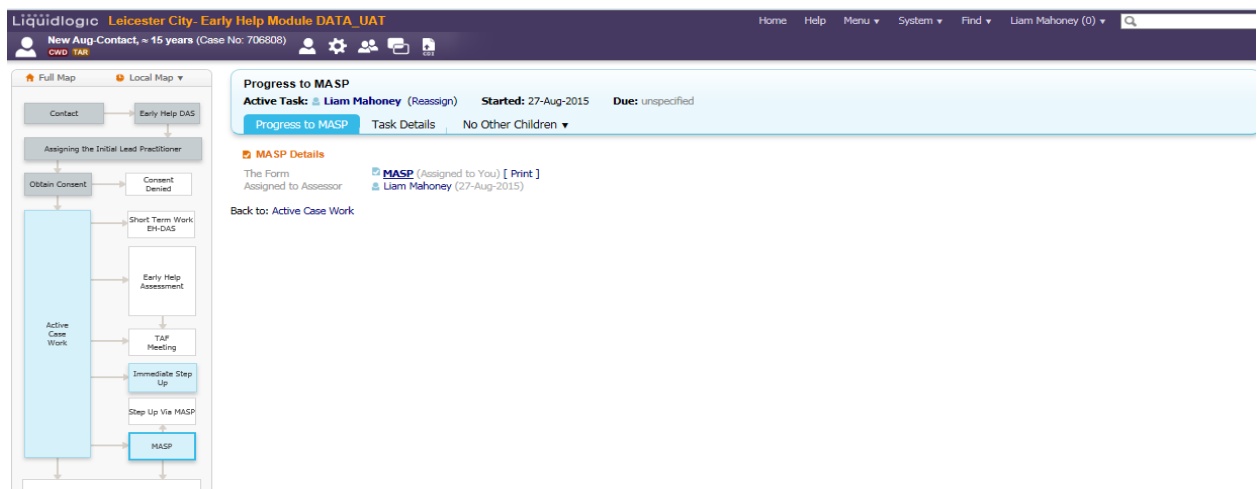 Liquidlogic Leicester City- Early Help Module DATA_UAT
Home Help Menu ▾ System ▾ Find ▾ Liam Mahoney (0) ▾
New Aug-Contact, ≈ 15 years (Case No: 706808)
CWD TAR
Full Map Local Map ▾
Contact
Early Help DAS
Assigning the Initial Lead Practitioner
Obtain Consent
Consent
Denied
Short Term Work
EH-DAS
Early Help
Assessment
Active
Case
Work
TAF
Meeting
Immediate Step
Up
Step Up Via MASP
MASP
Progress to MASP
Active Task: Liam Mahoney (Reassign) Started: 27-Aug-2015 Due: unspecified
Progress to MASP Task Details No Other Children ▾
MASP Details
The Form MASP (Assigned to You) [ Print ]
Assigned to Assessor Liam Mahoney (27-Aug-2015)
Back to: Active Case Work